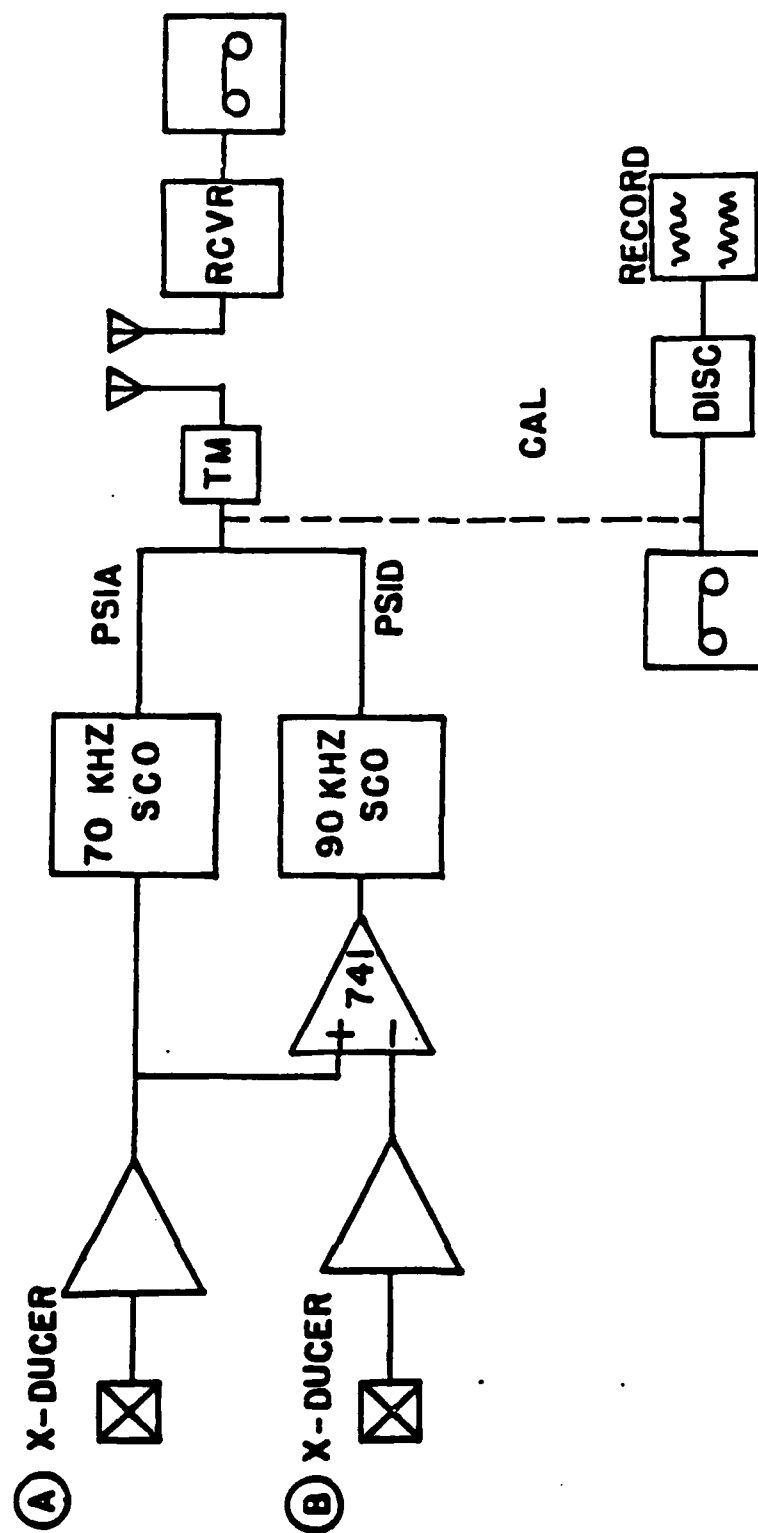 A X-DUCER
70 KHZ
SCO
PSIA
TM
RCVR
B X-DUCER
+
-
741
90 KHZ
SCO
PSID
CAL
DISC
RECORD